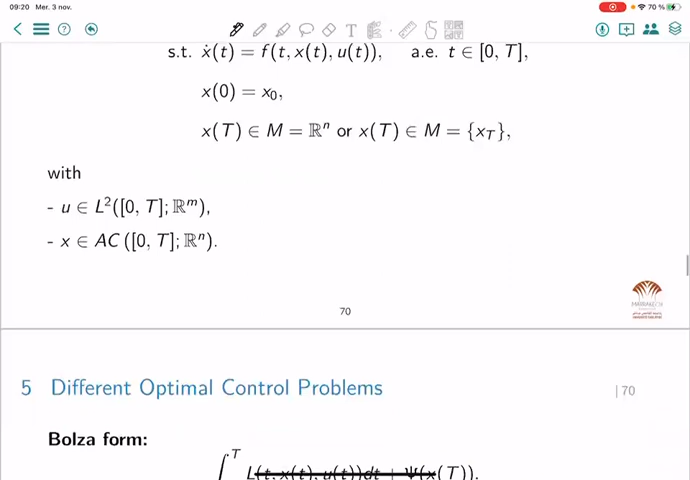 09:20 Mer. 3 nov. 70 %
s.t. ẋ(t) = f(t, x(t), u(t)), a.e. t ∈ [0, T],
x(0) = x₀,
x(T) ∈ M = ℝⁿ or x(T) ∈ M = {x_T},
with
- u ∈ L²([0, T]; ℝᵐ),
- x ∈ AC ([0, T]; ℝⁿ).
70
5 Different Optimal Control Problems | 70
Bolza form:
∫ T L(t, x(t), u(t))dt + Ψ(x(T)).